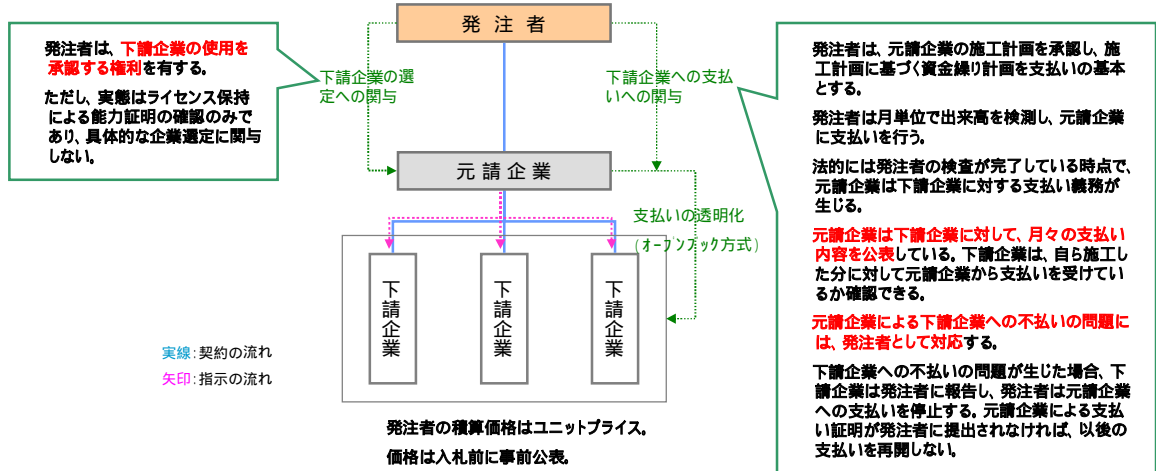 発注者
発注者は、下請企業の使用を
承認する権利を有する。
ただし、実態はライセンス保持
による能力証明の確認のみで
あり、具体的な企業選定に関与
しない。
下請企業の選
定への関与
下請企業への支払
いへの関与
元請企業
支払いの透明化
(オープンブック方式)
下請企業
下請企業
下請企業
実線:契約の流れ
矢印:指示の流れ
発注者の積算価格はユニットプライス。
価格は入札前に事前公表。
発注者は、元請企業の施工計画を承認し、施
工計画に基づく資金繰り計画を支払いの基本
とする。
発注者は月単位で出来高を検測し、元請企業
に支払いを行う。
法的には発注者の検査が完了している時点で、
元請企業は下請企業に対する支払い義務が
生じる。
元請企業は下請企業に対して、月々の支払い
内容を公表している。下請企業は、自ら施工し
た分に対して元請企業から支払いを受けてい
るか確認できる。
元請企業による下請企業への不払いの問題に
は、発注者として対応する。
下請企業への不払いの問題が生じた場合、下
請企業は発注者に報告し、発注者は元請企業
への支払いを停止する。元請企業による支払
い証明が発注者に提出されなければ、以後の
支払いを再開しない。